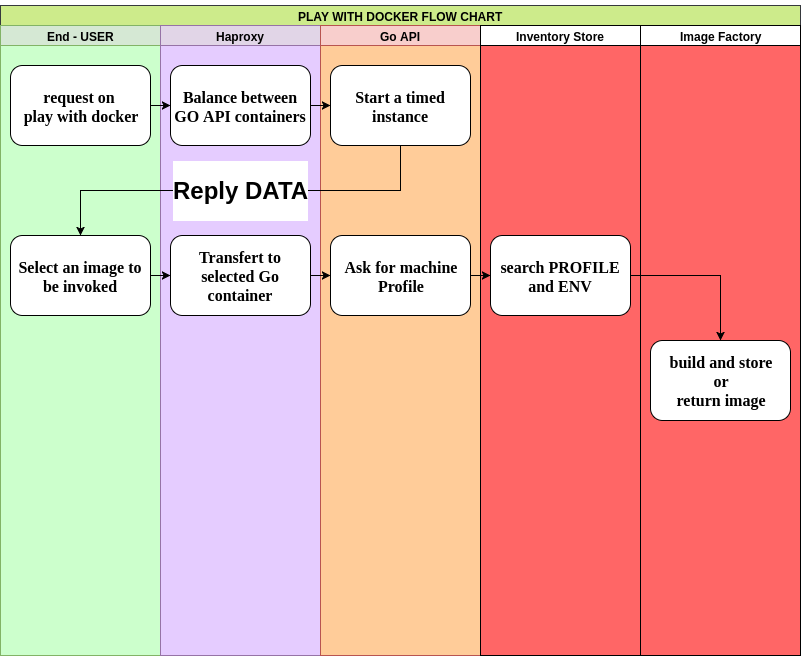 PLAY WITH DOCKER FLOW CHART
End - USER
Haproxy
Go API
Inventory Store
Image Factory
request on
play with docker
Balance between
GO API containers
Start a timed
instance
Reply DATA
Select an image to
be invoked
Transfert to
selected Go
container
Ask for machine
Profile
search PROFILE
and ENV
build and store
or
return image